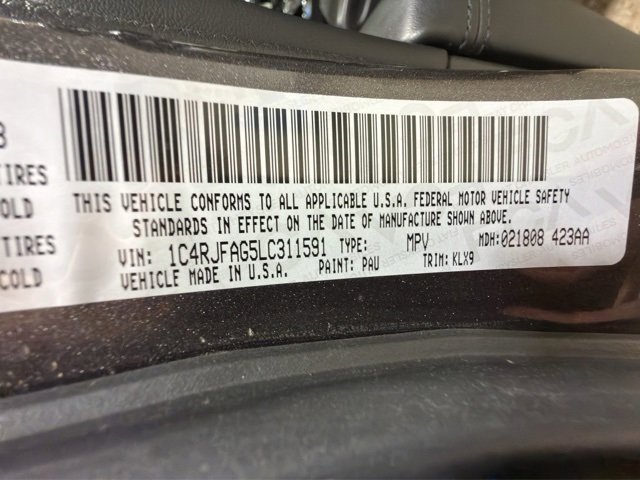 THIS VEHICLE CONFORMS TO ALL APPLICABLE U.S.A. FEDERAL MOTOR VEHICLE SAFETY
STANDARDS IN EFFECT ON THE DATE OF MANUFACTURE SHOWN ABOVE.
VIN: 1C4RJFAG5LC311591 TYPE: MPV MDH:021808 423AA
VEHICLE MADE IN U.S.A. PAINT: PAU TRIM: KLX9
TIRES
COLD
TIRES
COLD